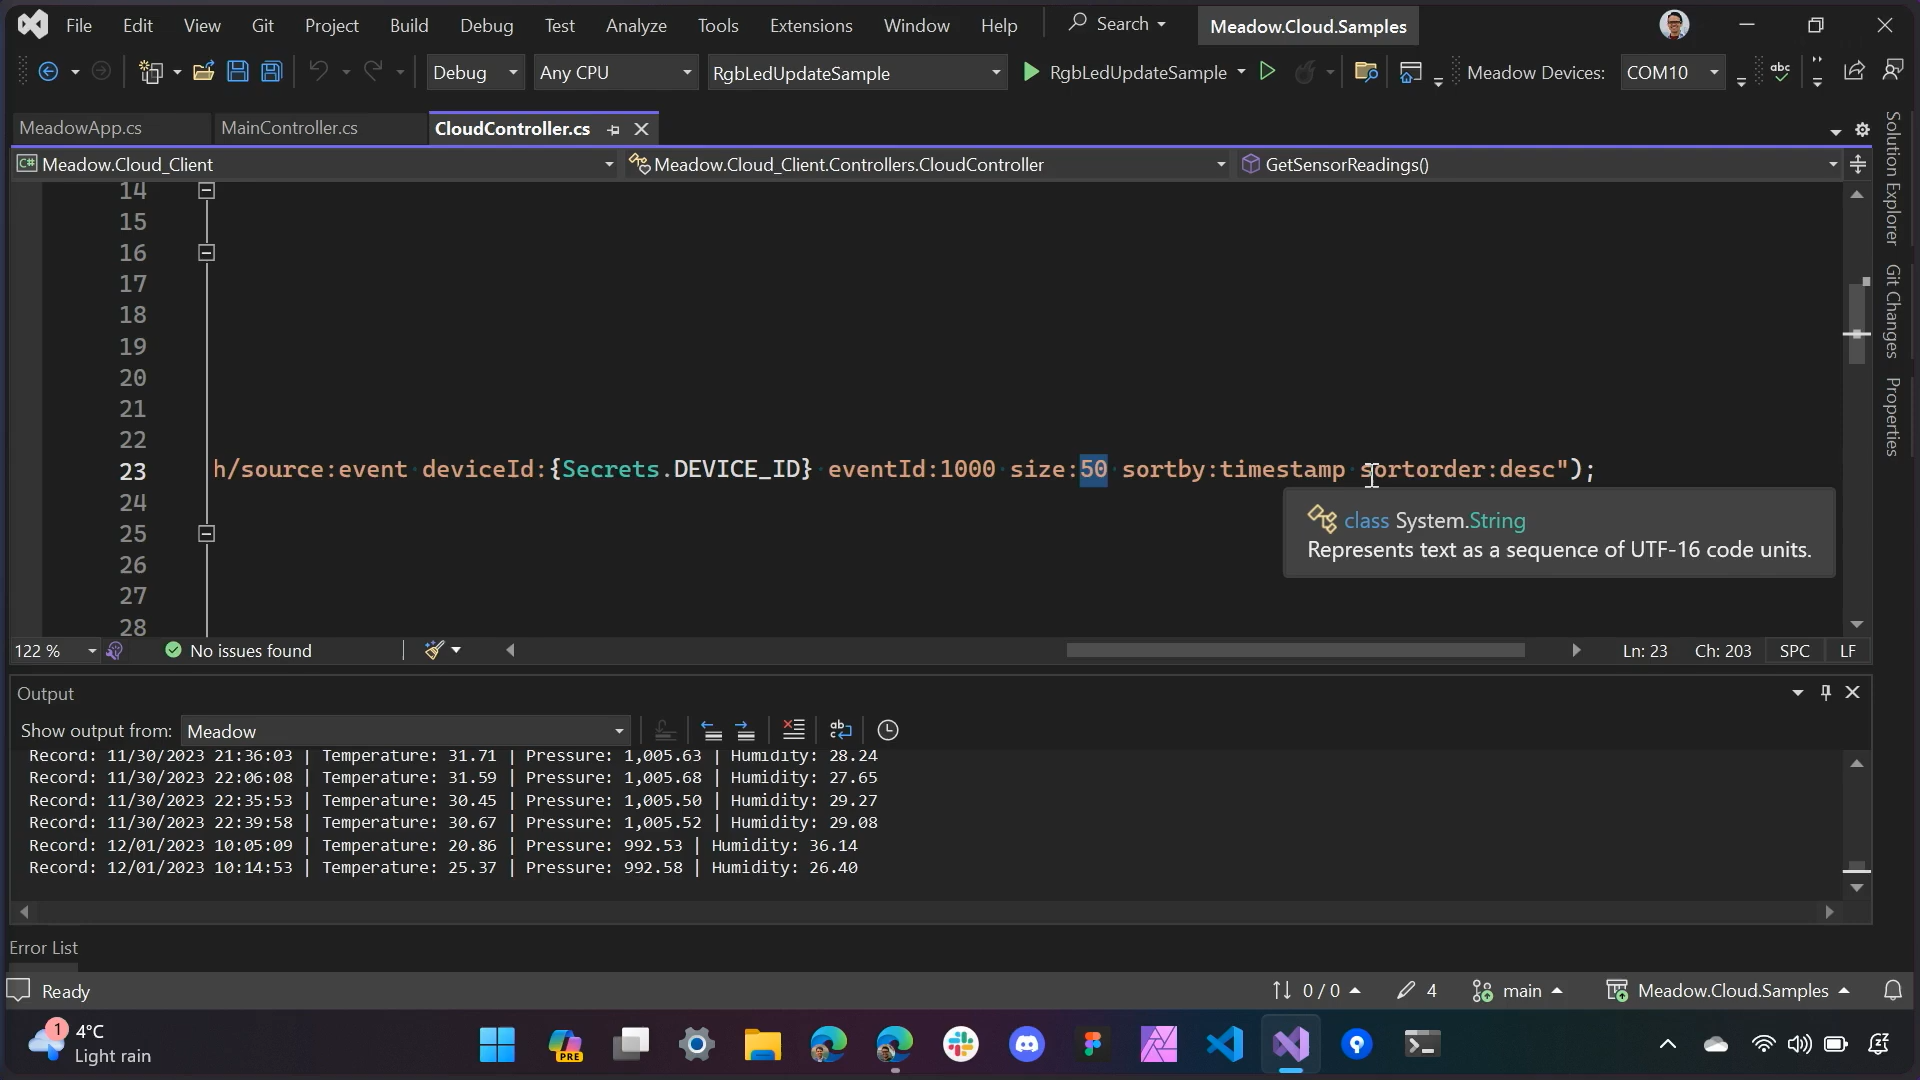 File Edit View Git Project Build Debug Test Analyze Tools Extensions Window Help Search Meadow.Cloud.Samples
Debug Any CPU RgbLedUpdateSample RgbLedUpdateSample Meadow Devices: COM10 abc
MeadowApp.cs MainController.cs CloudController.cs
C# Meadow.Cloud_Client Meadow.Cloud_Client.Controllers.CloudController GetSensorReadings()
14
15
16
17
18
19
20
21
22
23 h/source:event deviceId:{Secrets.DEVICE_ID} eventId:1000 size:50 sortby:timestamp sortorder:desc");
24
class System.String
25
Represents text as a sequence of UTF-16 code units.
26
27
28
Solution Explorer
Git Changes
Properties
122 % No issues found Ln: 23 Ch: 203 SPC LF
Output
Show output from: Meadow
Record: 11/30/2023 21:36:03 | Temperature: 31.71 | Pressure: 1,005.63 | Humidity: 28.24
Record: 11/30/2023 22:06:08 | Temperature: 31.59 | Pressure: 1,005.68 | Humidity: 27.65
Record: 11/30/2023 22:35:53 | Temperature: 30.45 | Pressure: 1,005.50 | Humidity: 29.27
Record: 11/30/2023 22:39:58 | Temperature: 30.67 | Pressure: 1,005.52 | Humidity: 29.08
Record: 12/01/2023 10:05:09 | Temperature: 20.86 | Pressure: 992.53 | Humidity: 36.14
Record: 12/01/2023 10:14:53 | Temperature: 25.37 | Pressure: 992.58 | Humidity: 26.40
Error List
Ready 0 / 0 4 main Meadow.Cloud.Samples
1 4°C
Light rain
PRE